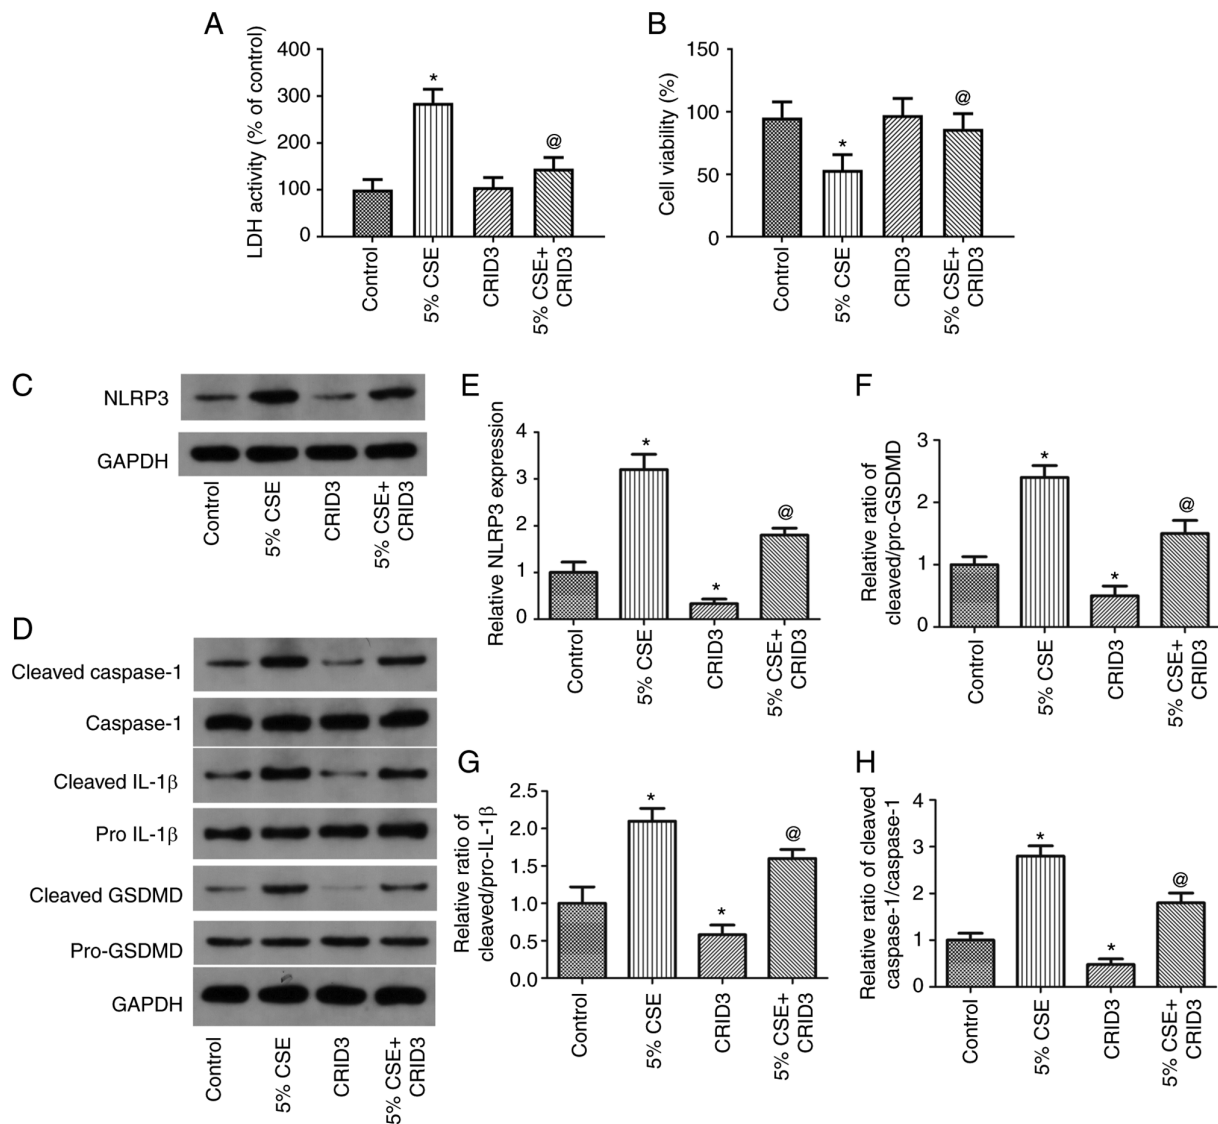 A
LDH activity (% of control)
400
300
200
100
0
*
@
Control
5% CSE
CRID3
5% CSE+
CRID3
B
Cell viability (%)
150
100
50
0
*
@
Control
5% CSE
CRID3
5% CSE+
CRID3
C
NLRP3
GAPDH
Control
5% CSE
CRID3
5% CSE+
CRID3
D
Cleaved caspase-1
Caspase-1
Cleaved IL-1β
Pro IL-1β
Cleaved GSDMD
Pro-GSDMD
GAPDH
Control
5% CSE
CRID3
5% CSE+
CRID3
E
Relative NLRP3 expression
4
3
2
1
0
*
*
@
Control
5% CSE
CRID3
5% CSE+
CRID3
F
Relative ratio of
cleaved/pro-GSDMD
3
2
1
0
*
*
@
Control
5% CSE
CRID3
5% CSE+
CRID3
G
Relative ratio of
cleaved/pro-IL-1β
2.5
2.0
1.5
1.0
0.5
0.0
*
*
@
Control
5% CSE
CRID3
5% CSE+
CRID3
H
Relative ratio of cleaved
caspase-1/caspase-1
4
3
2
1
0
*
*
@
Control
5% CSE
CRID3
5% CSE+
CRID3